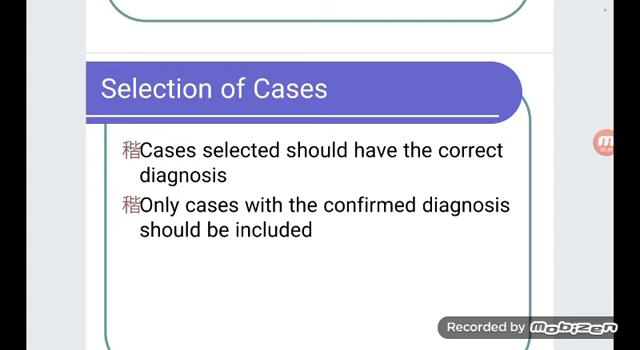 Selection of Cases
稭Cases selected should have the correct
diagnosis
稭Only cases with the confirmed diagnosis
should be included
Recorded by Mobizen